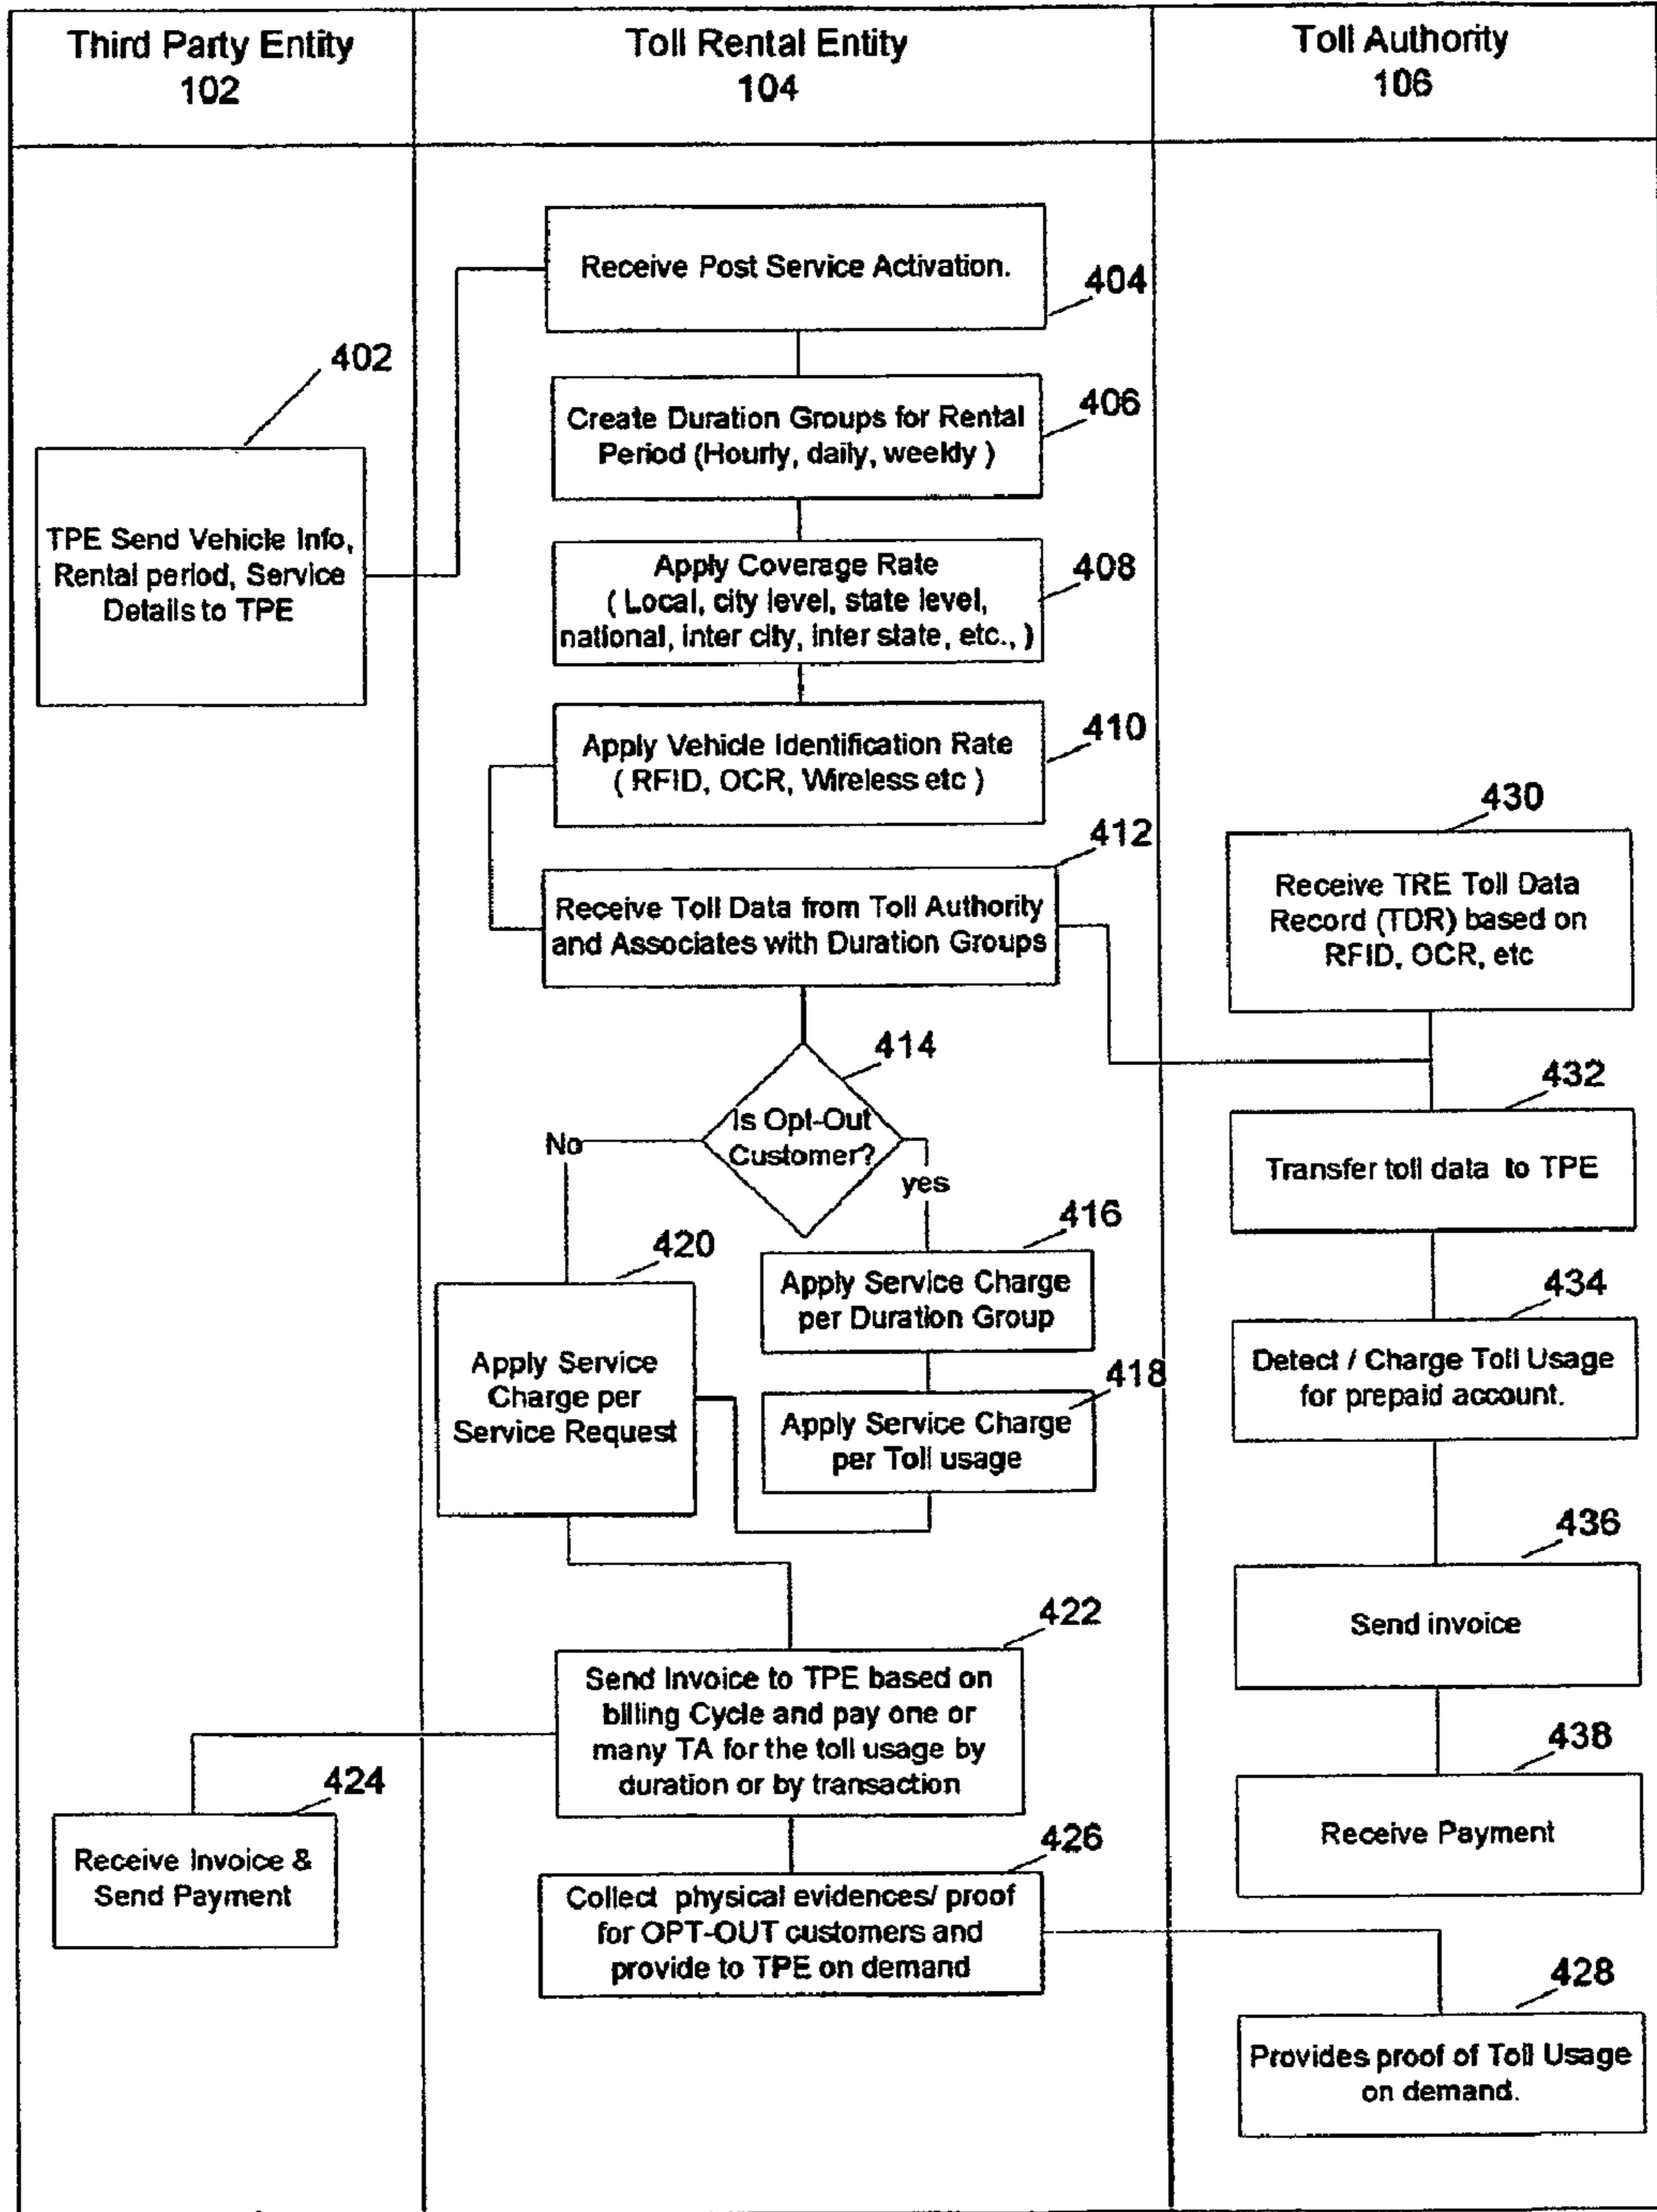 Third Party Entity
102
Toll Rental Entity
104
Toll Authority
106
Receive Post Service Activation.
404
402
TPE Send Vehicle Info,
Rental period, Service
Details to TPE
Create Duration Groups for Rental
Period (Hourly, daily, weekly )
406
Apply Coverage Rate
( Local, city level, state level,
national, inter city, inter state, etc., )
408
Apply Vehicle Identification Rate
( RFID, OCR, Wireless etc )
410
412
Receive Toll Data from Toll Authority
and Associates with Duration Groups
430
Receive TRE Toll Data
Record (TDR) based on
RFID, OCR, etc
414
Is Opt-Out
Customer?
No
yes
432
Transfer toll data to TPE
416
Apply Service Charge
per Duration Group
420
Apply Service
Charge per
Service Request
418
Apply Service Charge
per Toll usage
434
Detect / Charge Toll Usage
for prepaid account.
436
Send invoice
422
Send Invoice to TPE based on
billing Cycle and pay one or
many TA for the toll usage by
duration or by transaction
438
Receive Payment
424
Receive Invoice &
Send Payment
426
Collect physical evidences/ proof
for OPT-OUT customers and
provide to TPE on demand
428
Provides proof of Toll Usage
on demand.